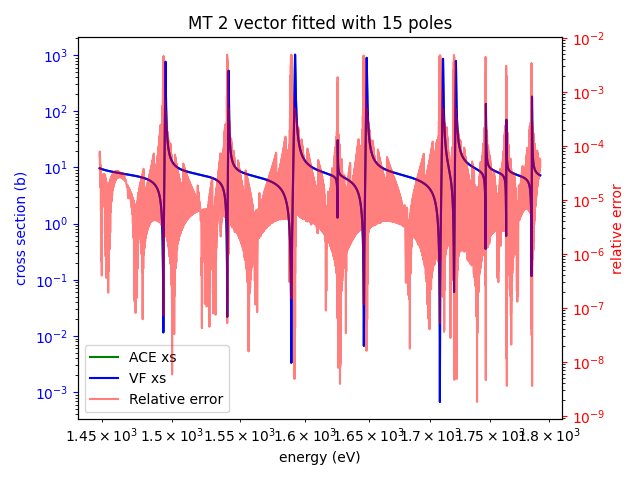 MT 2 vector fitted with 15 poles
cross section (b)
10³
10²
10¹
10⁰
10⁻¹
10⁻²
10⁻³
10⁻²
10⁻³
10⁻⁴
10⁻⁵
10⁻⁶
10⁻⁷
10⁻⁸
10⁻⁹
relative error
ACE xs
VF xs
Relative error
1.45×10³ 1.5×10³ 1.55×10³ 1.6×10³ 1.65×10³ 1.7×10³ 1.75×10³ 1.8×10³
energy (eV)